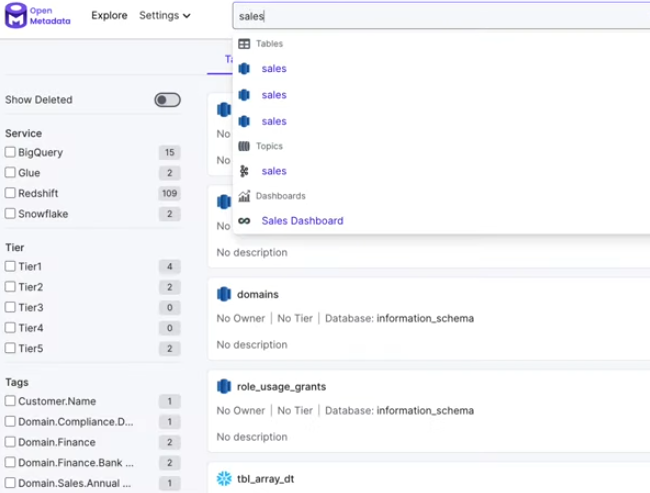 Open
Metadata
Explore
Settings
sales
Tables
sales
sales
sales
Topics
sales
Dashboards
Sales Dashboard
Ta
Show Deleted
Service
BigQuery 15
Glue 2
Redshift 109
Snowflake 2
Tier
Tier1 4
Tier2 2
Tier3 0
Tier4 0
Tier5 2
Tags
Customer.Name 1
Domain.Compliance.D... 1
Domain.Finance 2
Domain.Finance.Bank ... 2
Domain.Sales.Annual ... 1
No
No
No
No description
domains
No Owner | No Tier | Database: information_schema
No description
role_usage_grants
No Owner | No Tier | Database: information_schema
No description
tbl_array_dt